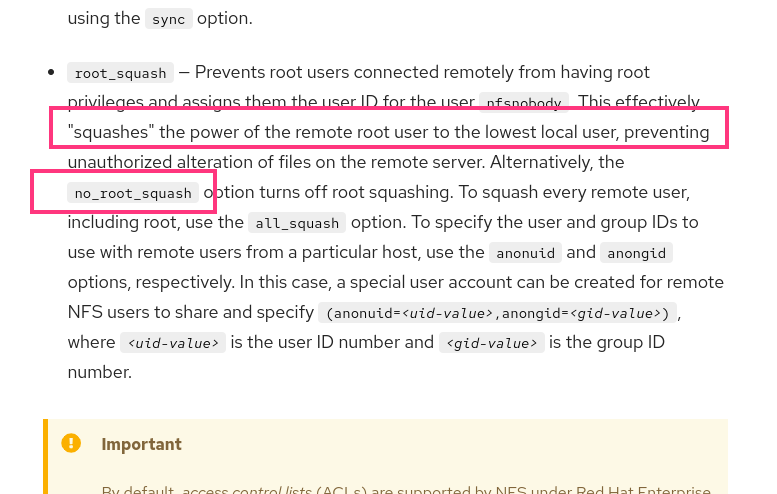 using the sync option.
root_squash — Prevents root users connected remotely from having root
privileges and assigns them the user ID for the user nfsnobody. This effectively
"squashes" the power of the remote root user to the lowest local user, preventing
unauthorized alteration of files on the remote server. Alternatively, the
no_root_squash option turns off root squashing. To squash every remote user,
including root, use the all_squash option. To specify the user and group IDs to
use with remote users from a particular host, use the anonuid and anongid
options, respectively. In this case, a special user account can be created for remote
NFS users to share and specify (anonuid=<uid-value>,anongid=<gid-value>),
where <uid-value> is the user ID number and <gid-value> is the group ID
number.
Important
By default, access control lists (ACLs) are supported by NFS under Red Hat Enterprise